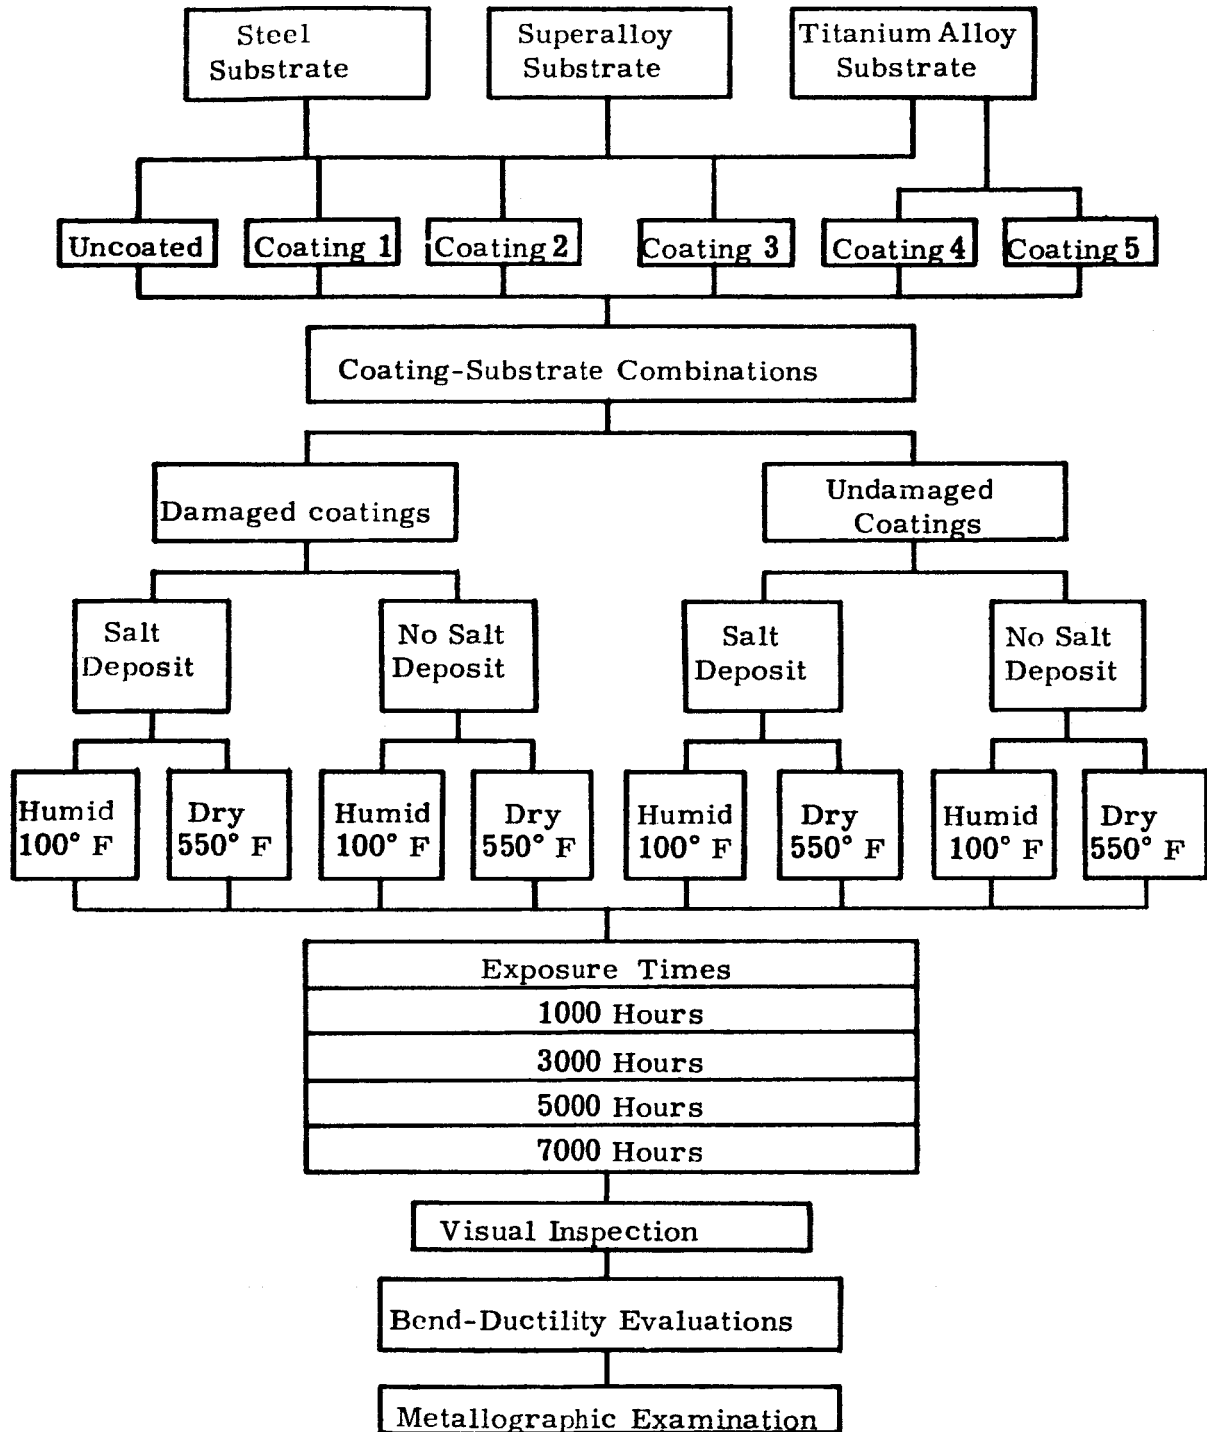 Steel
Substrate
Superalloy
Substrate
Titanium Alloy
Substrate
Uncoated
Coating 1
Coating 2
Coating 3
Coating 4
Coating 5
Coating-Substrate Combinations
Damaged coatings
Undamaged
Coatings
Salt
Deposit
No Salt
Deposit
Salt
Deposit
No Salt
Deposit
Humid
100° F
Dry
550° F
Humid
100° F
Dry
550° F
Humid
100° F
Dry
550° F
Humid
100° F
Dry
550° F
Exposure Times
1000 Hours
3000 Hours
5000 Hours
7000 Hours
Visual Inspection
Bend-Ductility Evaluations
Metallographic Examination